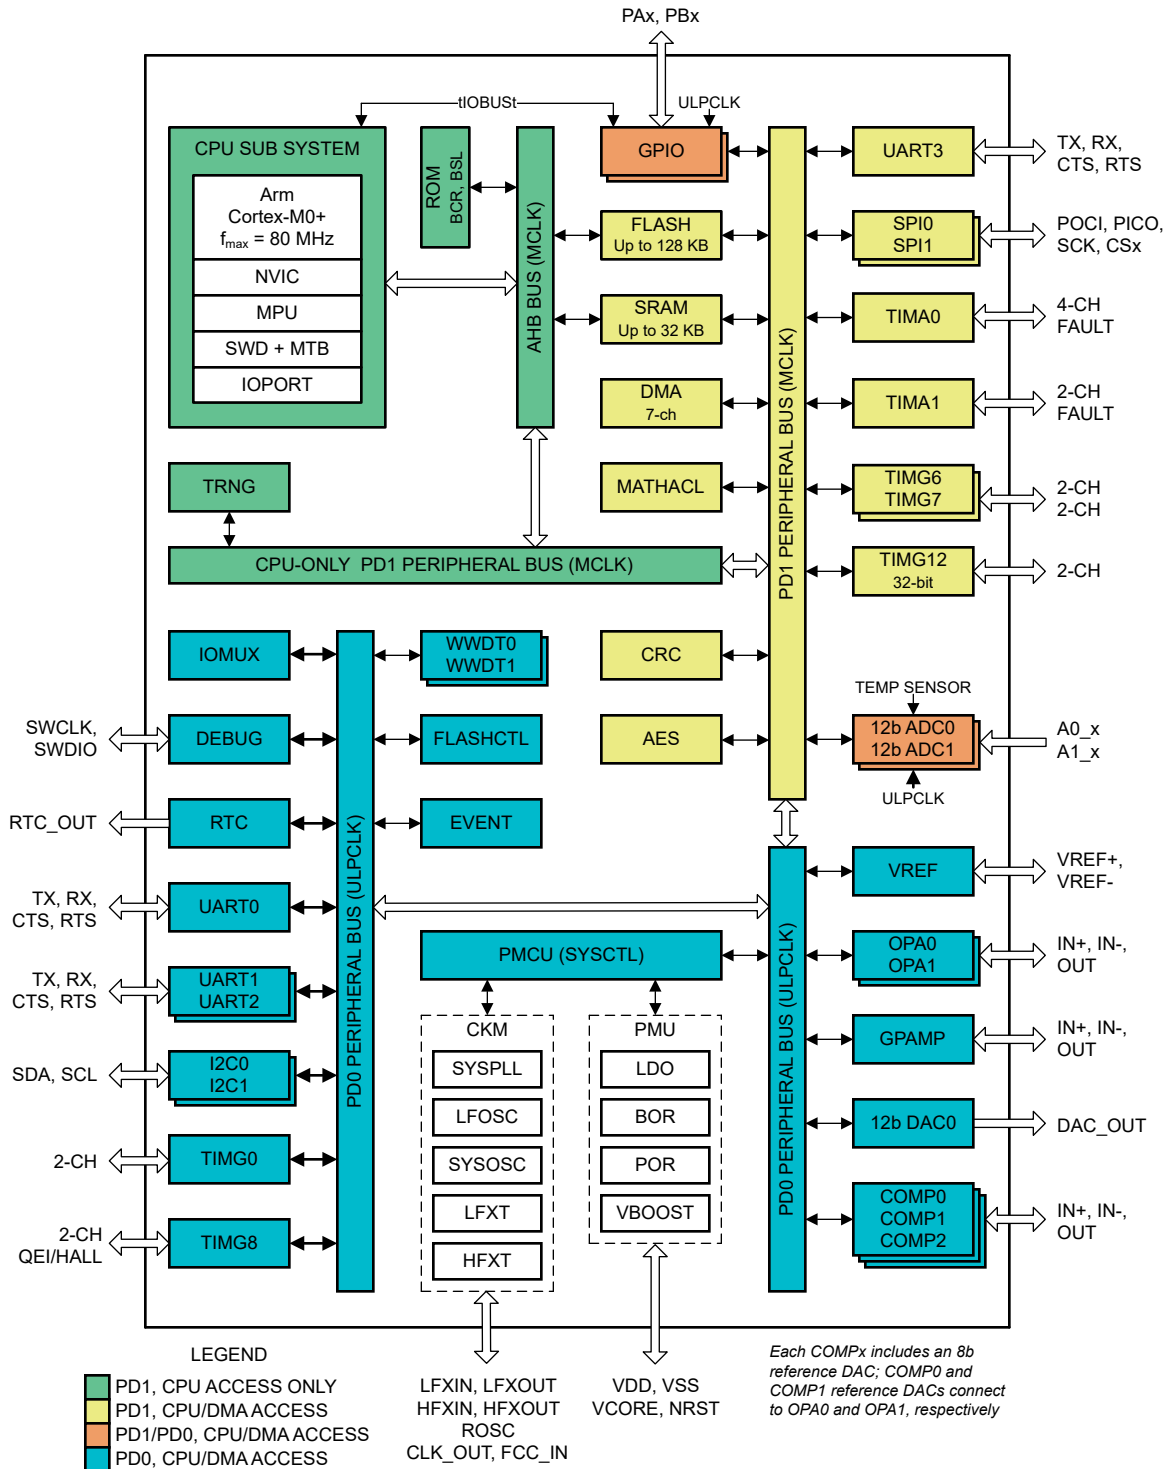 PAx, PBx
tIOBUSt
ULPCLK
CPU SUB SYSTEM
Arm
Cortex-M0+
fmax = 80 MHz
NVIC
MPU
SWD + MTB
IOPORT
ROM
BCR, BSL
AHB BUS (MCLK)
GPIO
FLASH
Up to 128 KB
SRAM
Up to 32 KB
DMA
7-ch
MATHACL
PD1 PERIPHERAL BUS (MCLK)
UART3
TX, RX,
CTS, RTS
SPI0
SPI1
POCI, PICO,
SCK, CSx
TIMA0
4-CH
FAULT
TIMA1
2-CH
FAULT
TIMG6
TIMG7
2-CH
2-CH
TIMG12
32-bit
2-CH
TRNG
CPU-ONLY PD1 PERIPHERAL BUS (MCLK)
CRC
AES
TEMP SENSOR
12b ADC0
12b ADC1
ULPCLK
A0_x
A1_x
IOMUX
WWDT0
WWDT1
SWCLK,
SWDIO
DEBUG
FLASHCTL
RTC_OUT
RTC
EVENT
TX, RX,
CTS, RTS
UART0
TX, RX,
CTS, RTS
UART1
UART2
SDA, SCL
I2C0
I2C1
2-CH
TIMG0
2-CH
QEI/HALL
TIMG8
PD0 PERIPHERAL BUS (ULPCLK)
PMCU (SYSCTL)
CKM
SYSPLL
LFOSC
SYSOSC
LFXT
HFXT
PMU
LDO
BOR
POR
VBOOST
PD0 PERIPHERAL BUS (ULPCLK)
VREF
VREF+,
VREF-
OPA0
OPA1
IN+, IN-,
OUT
GPAMP
IN+, IN-,
OUT
12b DAC0
DAC_OUT
COMP0
COMP1
COMP2
IN+, IN-,
OUT
LEGEND
PD1, CPU ACCESS ONLY
PD1, CPU/DMA ACCESS
PD1/PD0, CPU/DMA ACCESS
PD0, CPU/DMA ACCESS
LFXIN, LFXOUT
HFXIN, HFXOUT
ROSC
CLK_OUT, FCC_IN
VDD, VSS
VCORE, NRST
Each COMPx includes an 8b
reference DAC; COMP0 and
COMP1 reference DACs connect
to OPA0 and OPA1, respectively